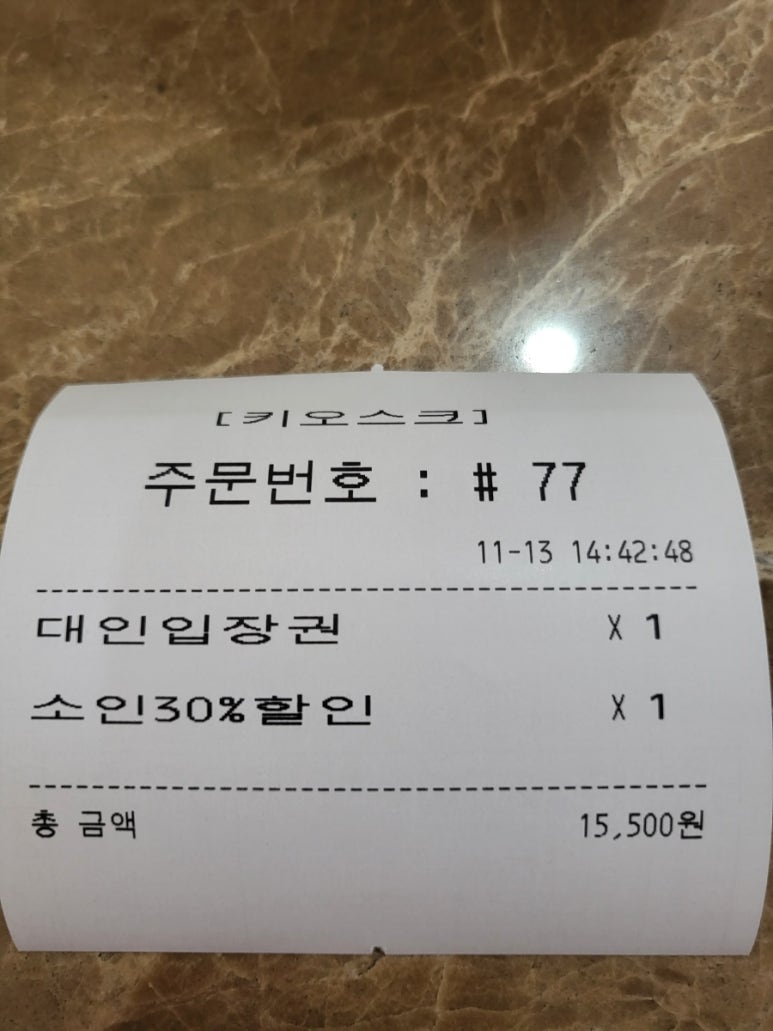 [키오스크]
주문번호 : # 77
11-13 14:42:48
대인입장권 X 1
소인30%할인 X 1
총 금액 15,500원